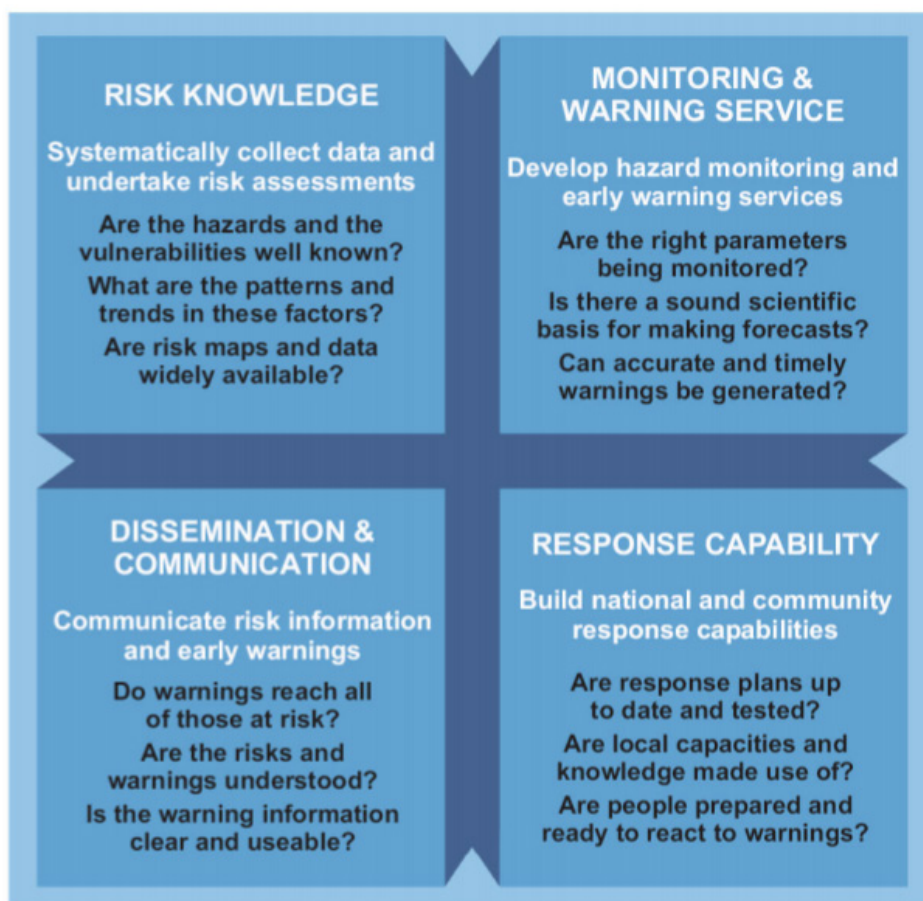 RISK KNOWLEDGE
Systematically collect data and
undertake risk assessments
Are the hazards and the
vulnerabilities well known?
What are the patterns and
trends in these factors?
Are risk maps and data
widely available?
MONITORING &
WARNING SERVICE
Develop hazard monitoring and
early warning services
Are the right parameters
being monitored?
Is there a sound scientific
basis for making forecasts?
Can accurate and timely
warnings be generated?
DISSEMINATION &
COMMUNICATION
Communicate risk information
and early warnings
Do warnings reach all
of those at risk?
Are the risks and
warnings understood?
Is the warning information
clear and useable?
RESPONSE CAPABILITY
Build national and community
response capabilities
Are response plans up
to date and tested?
Are local capacities and
knowledge made use of?
Are people prepared and
ready to react to warnings?